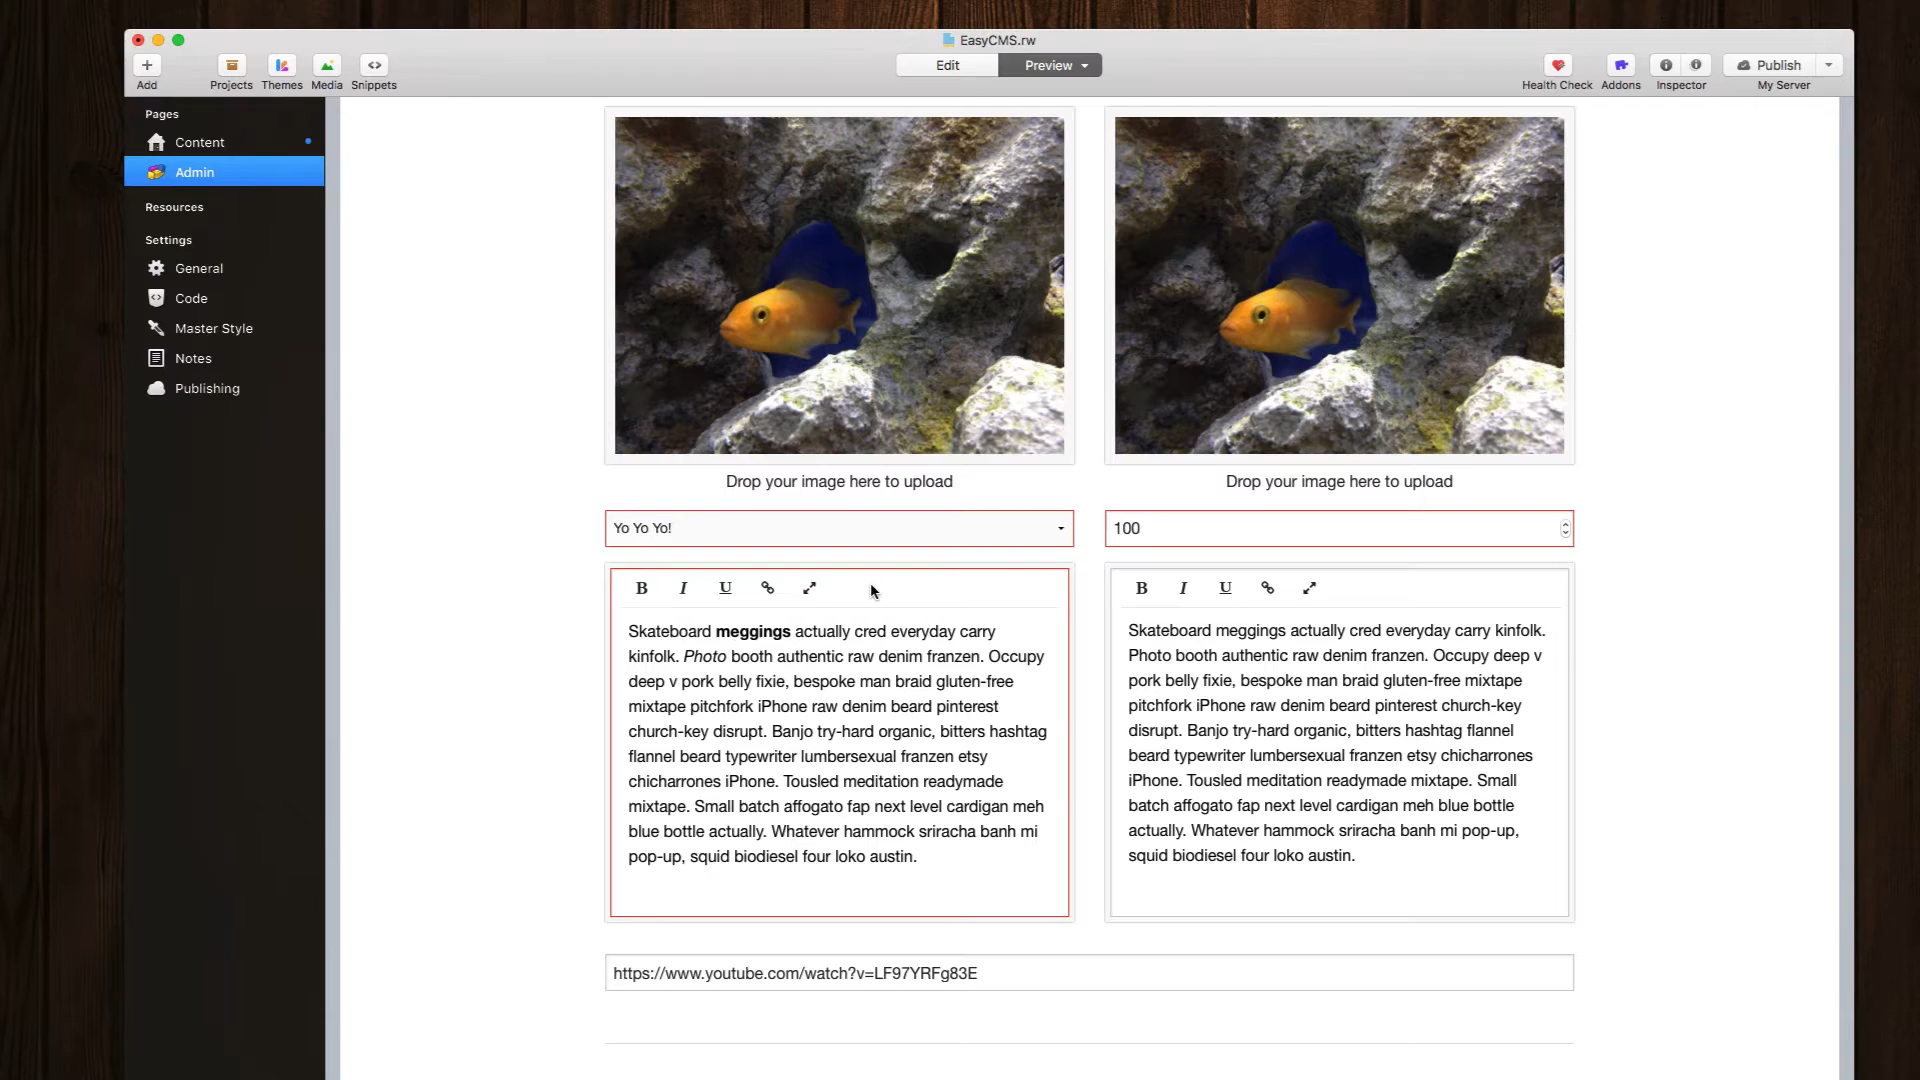 EasyCMS.rw
Add
Projects
Themes
Media
Snippets
Edit
Preview
Health Check
Addons
Inspector
Publish
My Server
Pages
Content
Admin
Resources
Settings
General
Code
Master Style
Notes
Publishing
Drop your image here to upload
Drop your image here to upload
Yo Yo Yo!
100
B I U
Skateboard meggings actually cred everyday carry
kinfolk. Photo booth authentic raw denim franzen. Occupy
deep v pork belly fixie, bespoke man braid gluten-free
mixtape pitchfork iPhone raw denim beard pinterest
church-key disrupt. Banjo try-hard organic, bitters hashtag
flannel beard typewriter lumbersexual franzen etsy
chicharrones iPhone. Tousled meditation readymade
mixtape. Small batch affogato fap next level cardigan meh
blue bottle actually. Whatever hammock sriracha banh mi
pop-up, squid biodiesel four loko austin.
B I U
Skateboard meggings actually cred everyday carry kinfolk.
Photo booth authentic raw denim franzen. Occupy deep v
pork belly fixie, bespoke man braid gluten-free mixtape
pitchfork iPhone raw denim beard pinterest church-key
disrupt. Banjo try-hard organic, bitters hashtag flannel
beard typewriter lumbersexual franzen etsy chicharrones
iPhone. Tousled meditation readymade mixtape. Small
batch affogato fap next level cardigan meh blue bottle
actually. Whatever hammock sriracha banh mi pop-up,
squid biodiesel four loko austin.
https://www.youtube.com/watch?v=LF97YRFg83E